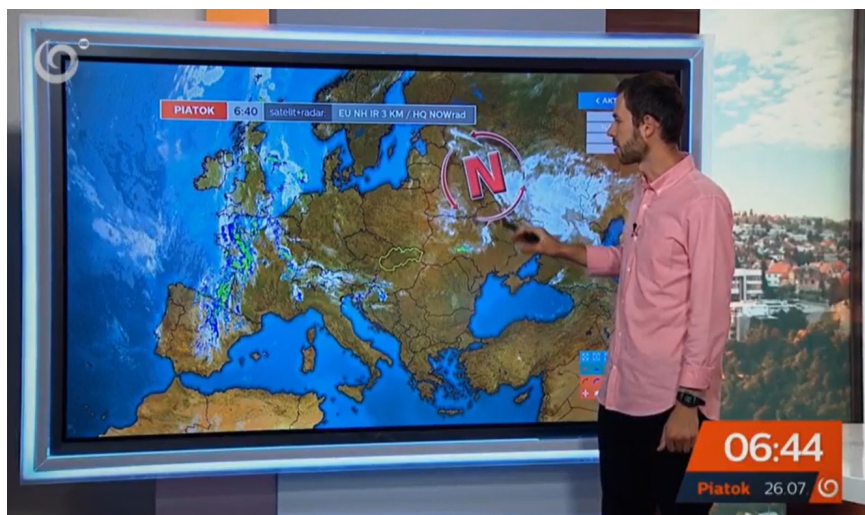 PIATOK 6:40 satelit+radar EU NH IR 3 KM / HQ NOWrad
< AKT
N
06:44
Piatok 26.07.